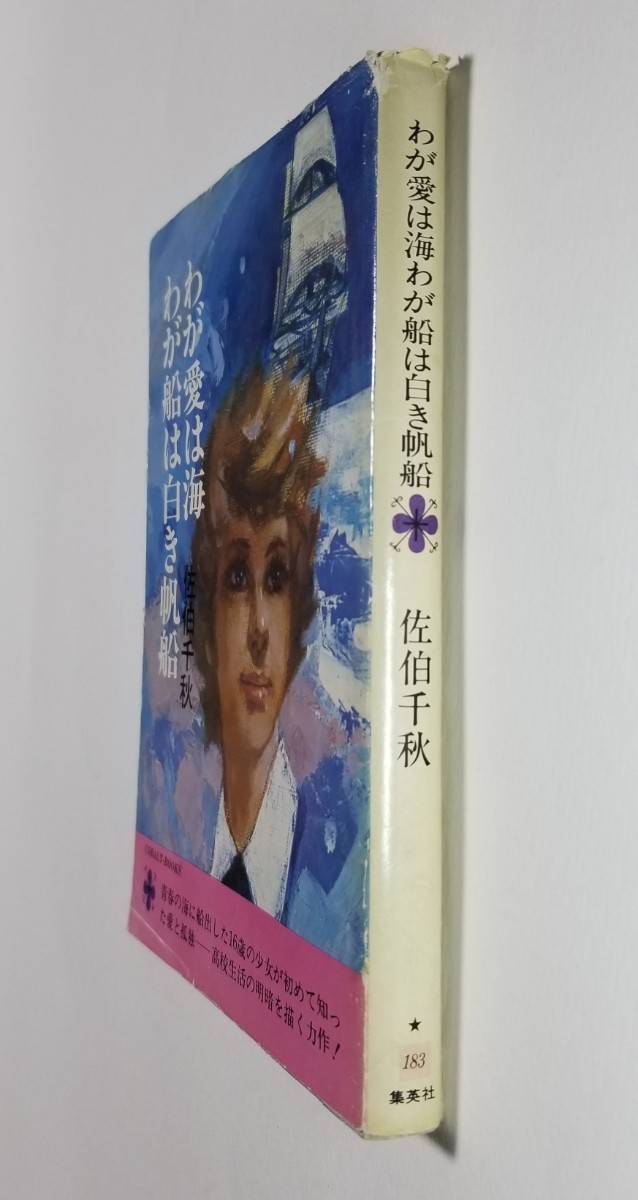 わが愛は海
わが船は白き帆船
佐伯千秋
COBALT-BOOKS
青春の海に船出した16歳の少女が初めて知っ
た愛と孤独──高校生活の明暗を描く力作！
わが愛は海わが船は白き帆船
佐伯千秋
★
183
集英社